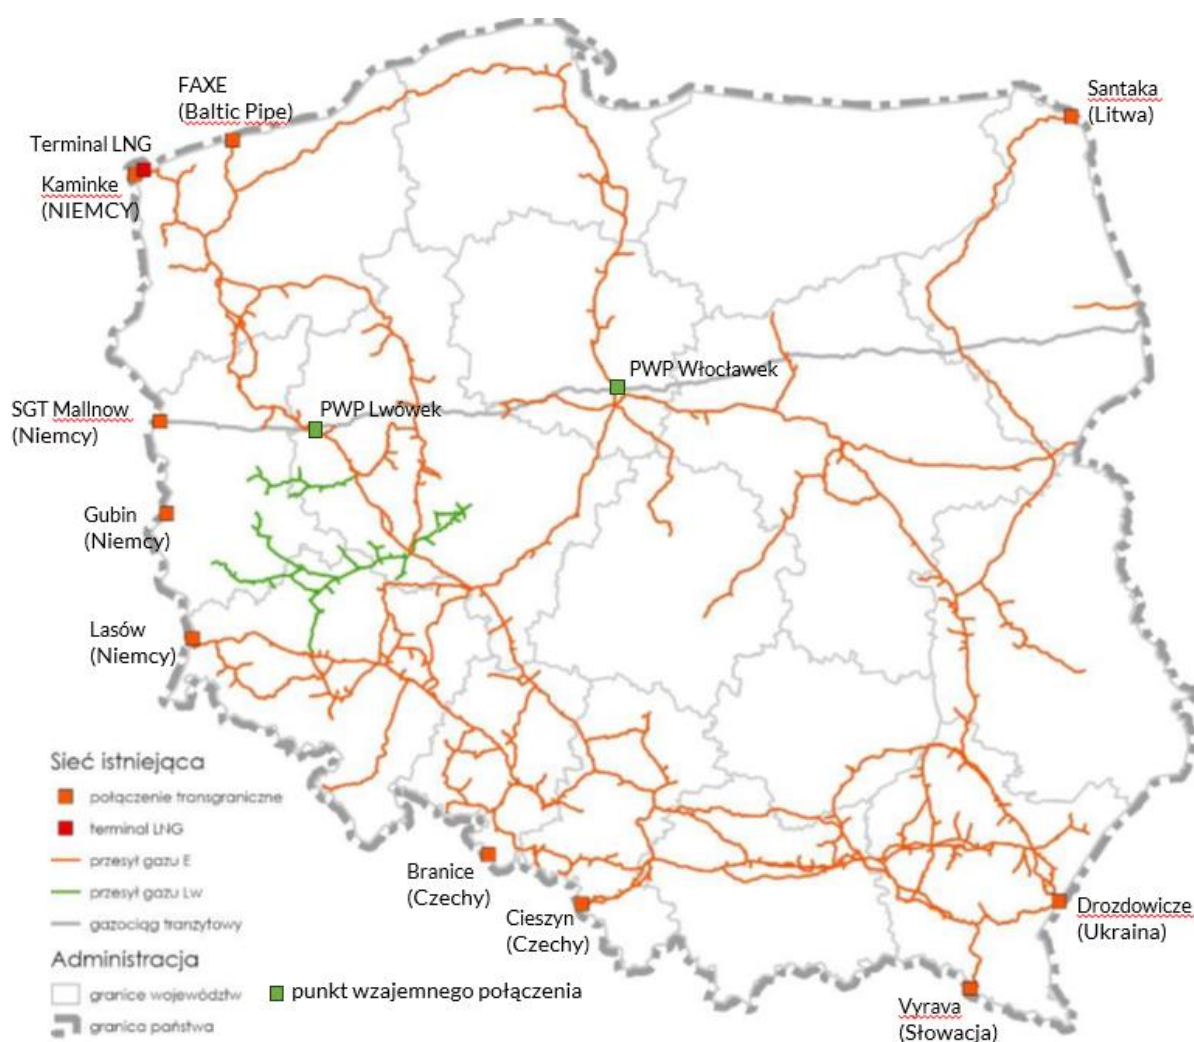 FAXE
(Baltic Pipe)
Santaka
(Litwa)
Terminal LNG
Kaminke
(NIEMCY)
PWP Włocławek
SGT Mallnow
(Niemcy)
PWP Lwówek
Gubin
(Niemcy)
Lasów
(Niemcy)
Sieć istniejąca
połączenie transgraniczne
terminal LNG
przesył gazu E
przesył gazu Lw
gazociąg tranzytowy
Administracja
granice województw
granica państwa
punkt wzajemnego połączenia
Branice
(Czechy)
Cieszyn
(Czechy)
Drozdowicze
(Ukraina)
Vyrava
(Słowacja)